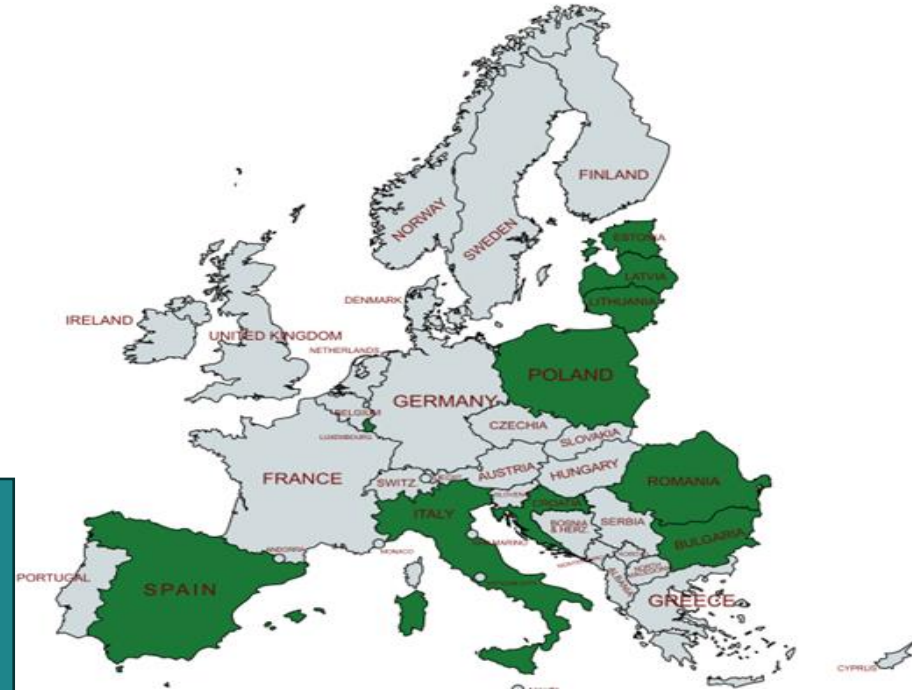 FINLAND
NORWAY
SWEDEN
ESTONIA
LATVIA
LITHUANIA
DENMARK
IRELAND
UNITED KINGDOM
NETHERLANDS
POLAND
GERMANY
BELGIUM
LUXEMBOURG
CZECHIA
SLOVAKIA
FRANCE
SWITZ.
AUSTRIA
HUNGARY
ROMANIA
ITALY
CROATIA
BOSNIA
& HERZ.
SERBIA
BULGARIA
ANDORRA
MONACO
SAN MARINO
PORTUGAL
SPAIN
ALBANIA
NORTH
MACEDONIA
GREECE
CYPRUS